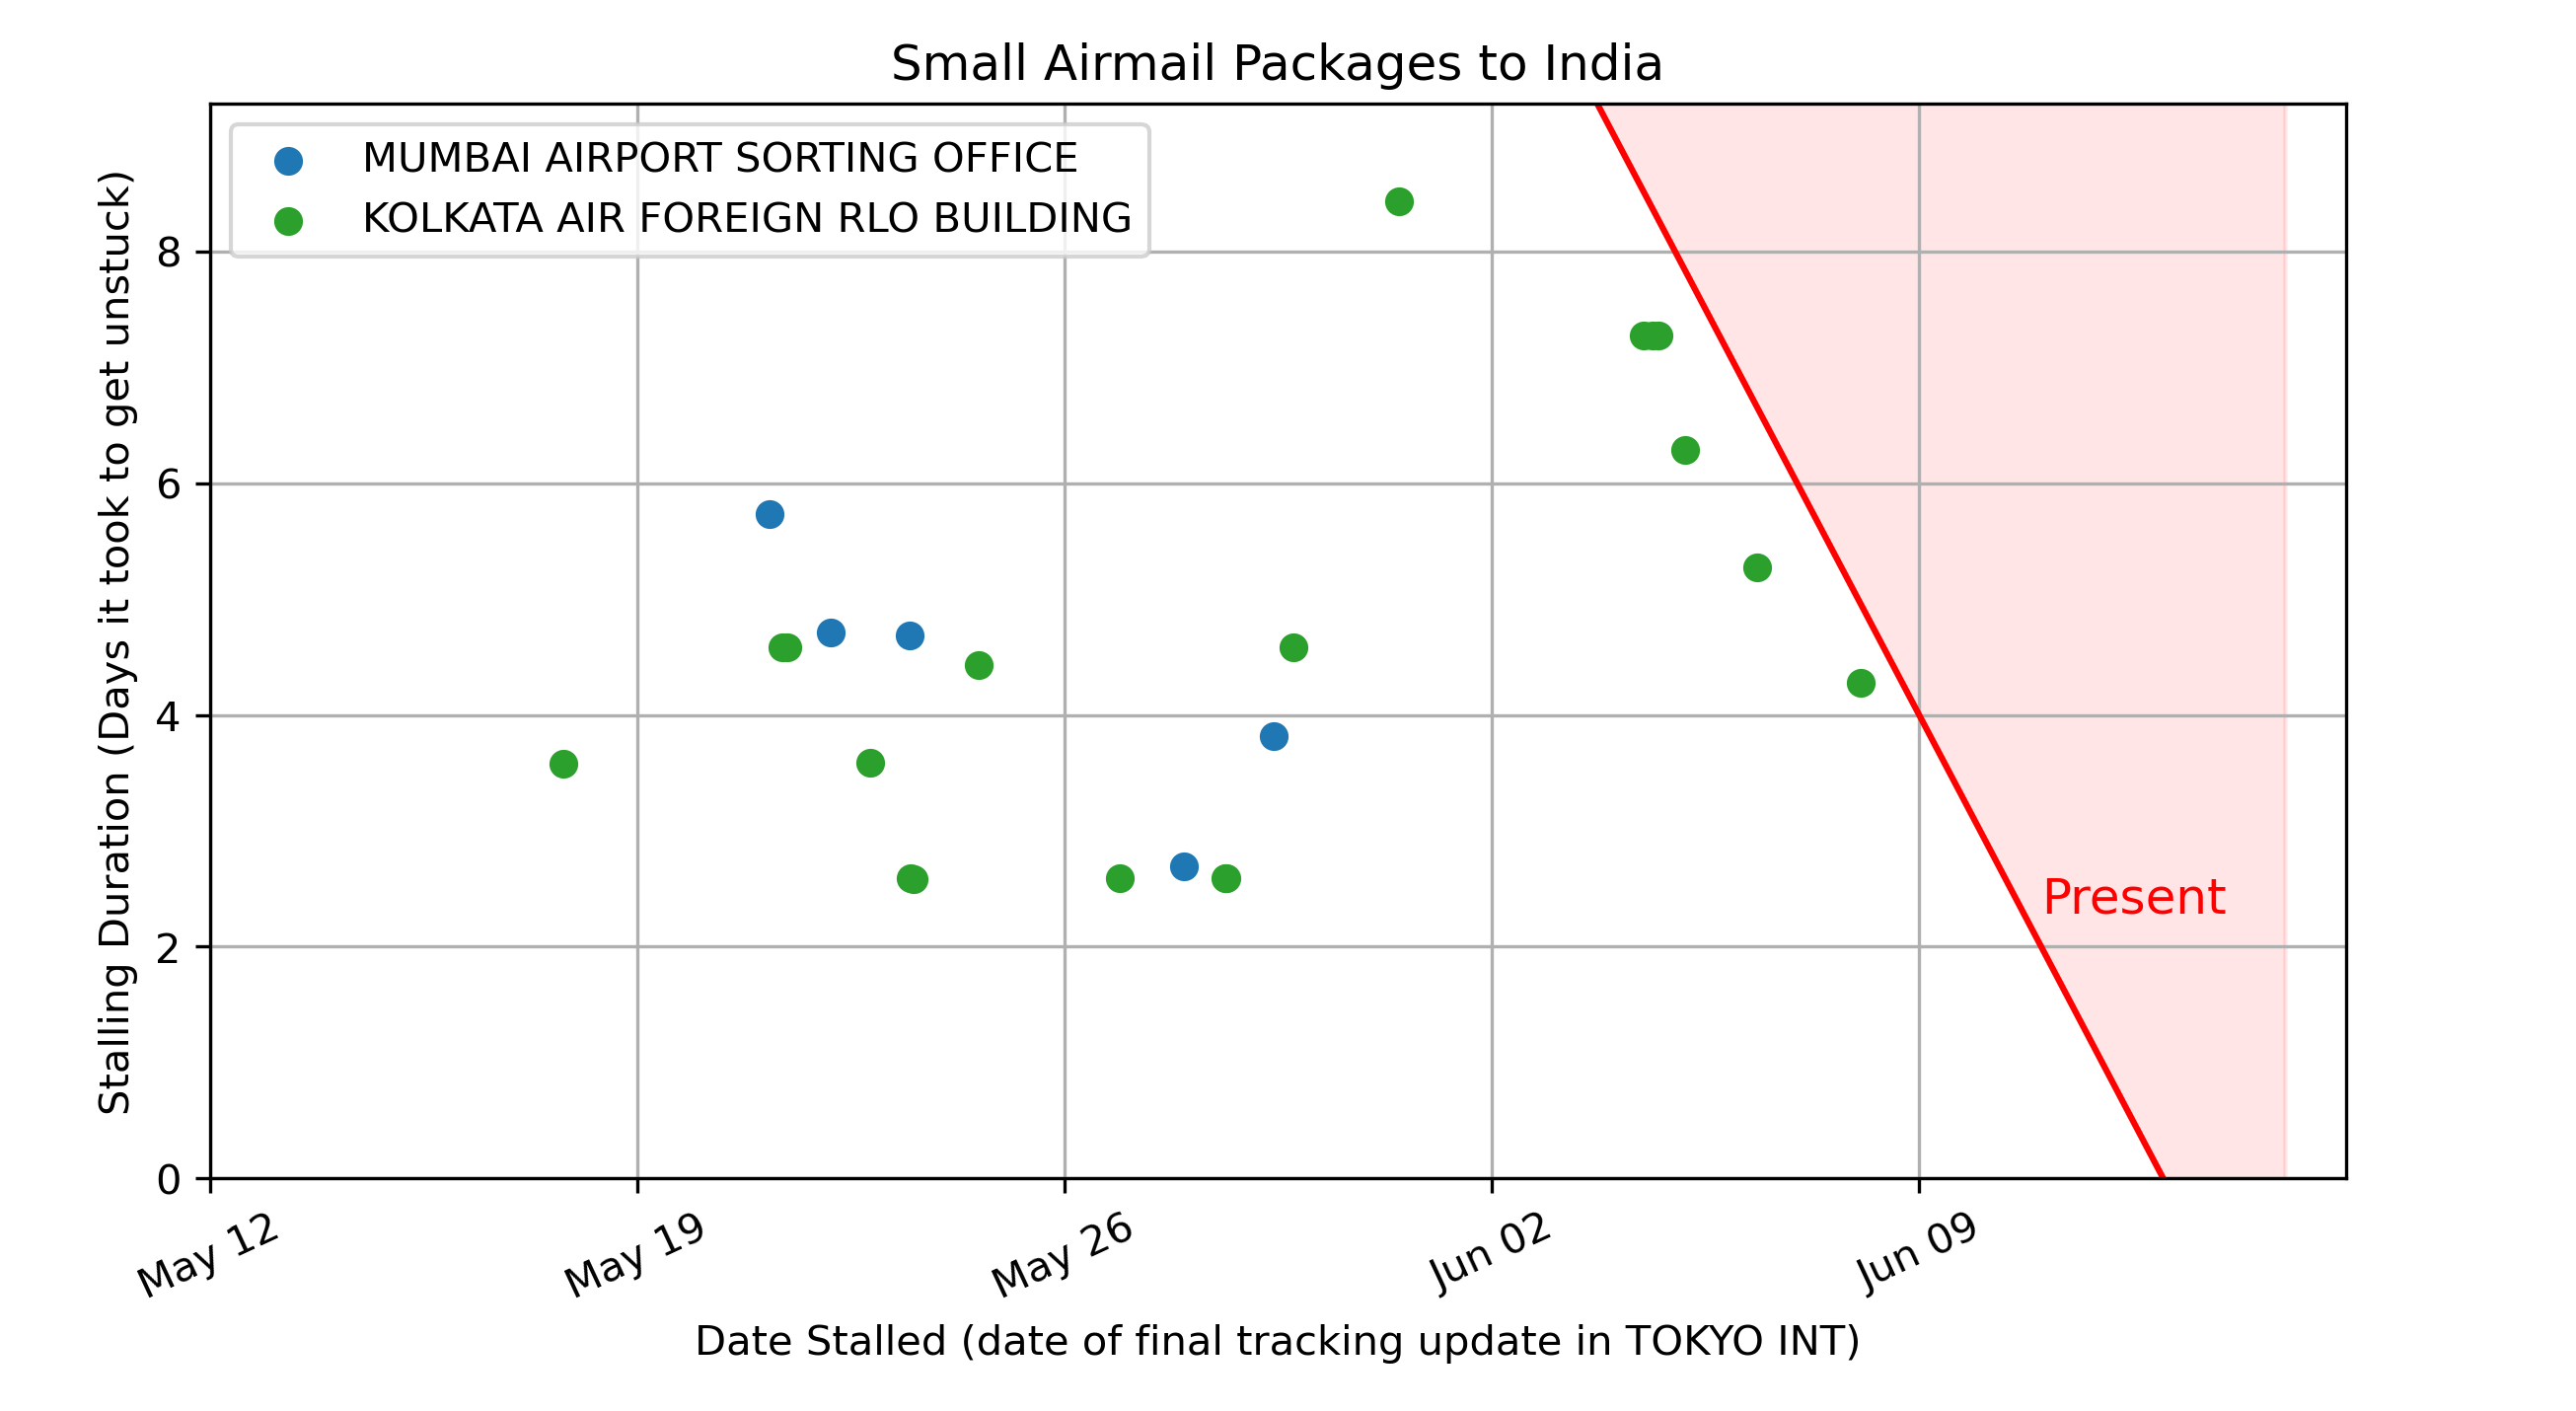 Small Airmail Packages to India
MUMBAI AIRPORT SORTING OFFICE
KOLKATA AIR FOREIGN RLO BUILDING
Stalling Duration (Days it took to get unstuck)
8
6
4
2
0
Present
May 12
May 19
May 26
Jun 02
Jun 09
Date Stalled (date of final tracking update in TOKYO INT)